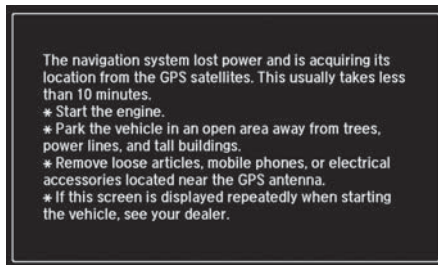 The navigation system lost power and is acquiring its
location from the GPS satellites. This usually takes less
than 10 minutes.
* Start the engine.
* Park the vehicle in an open area away from trees,
power lines, and tall buildings.
* Remove loose articles, mobile phones, or electrical
accessories located near the GPS antenna.
* If this screen is displayed repeatedly when starting
the vehicle, see your dealer.